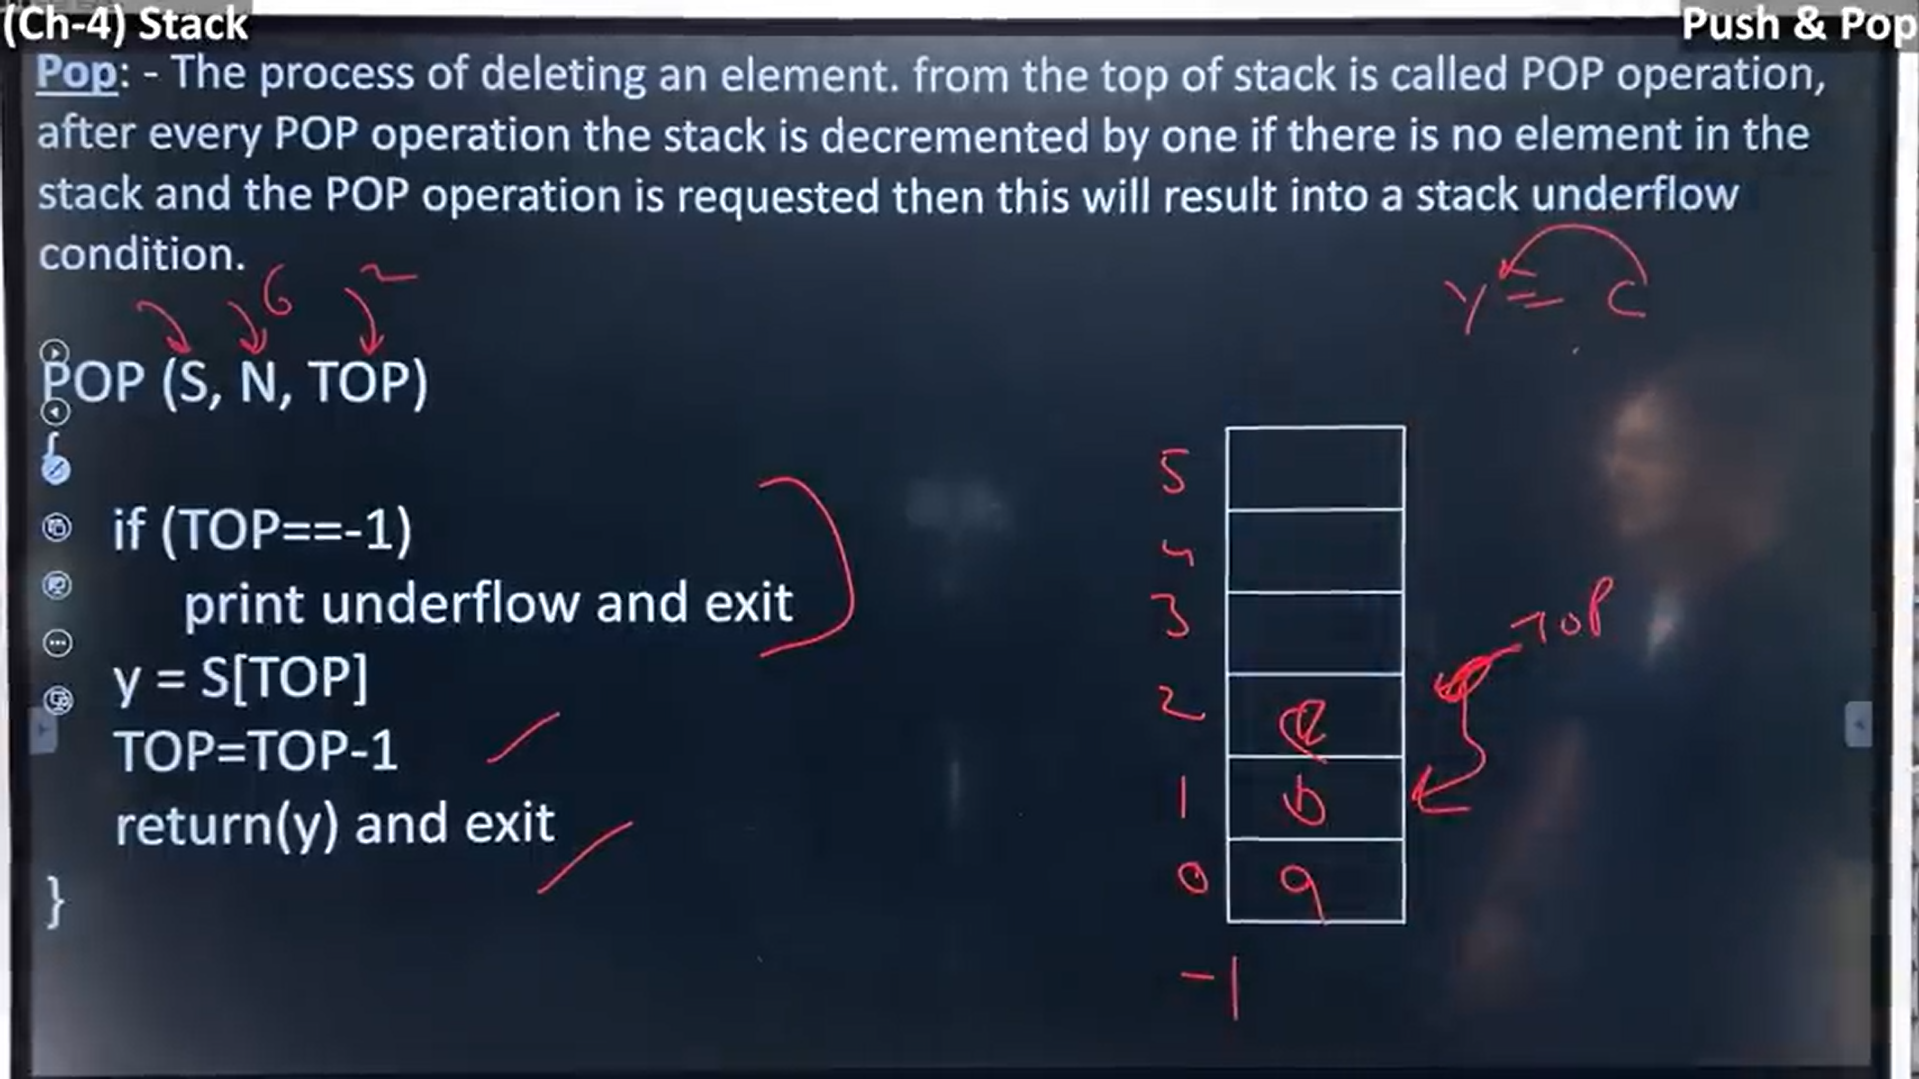 (Ch-4) Stack
Push & Pop
Pop: - The process of deleting an element. from the top of stack is called POP operation,
after every POP operation the stack is decremented by one if there is no element in the
stack and the POP operation is requested then this will result into a stack underflow
condition.
6 2
y = c
POP (S, N, TOP)
{
if (TOP==-1)
print underflow and exit
y = S[TOP]
TOP=TOP-1
return(y) and exit
}
5
4
3
TOP
2
1 b
0 a
-1